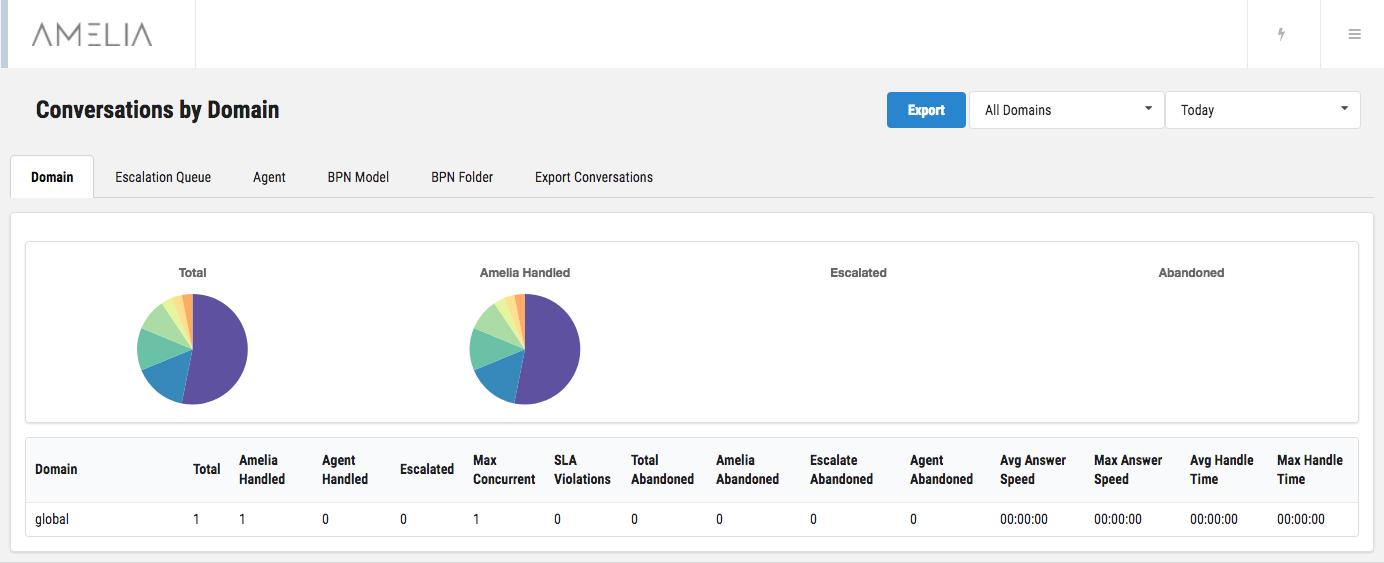 AMELIA
Conversations by Domain
Export
All Domains
Today
Domain
Escalation Queue
Agent
BPN Model
BPN Folder
Export Conversations
Total
Amelia Handled
Escalated
Abandoned
Domain
Total
Amelia
Handled
Agent
Handled
Escalated
Max
Concurrent
SLA
Violations
Total
Abandoned
Amelia
Abandoned
Escalate
Abandoned
Agent
Abandoned
Avg Answer
Speed
Max Answer
Speed
Avg Handle
Time
Max Handle
Time
global 1 1 0 0 1 0 0 0 0 0 00:00:00 00:00:00 00:00:00 00:00:00